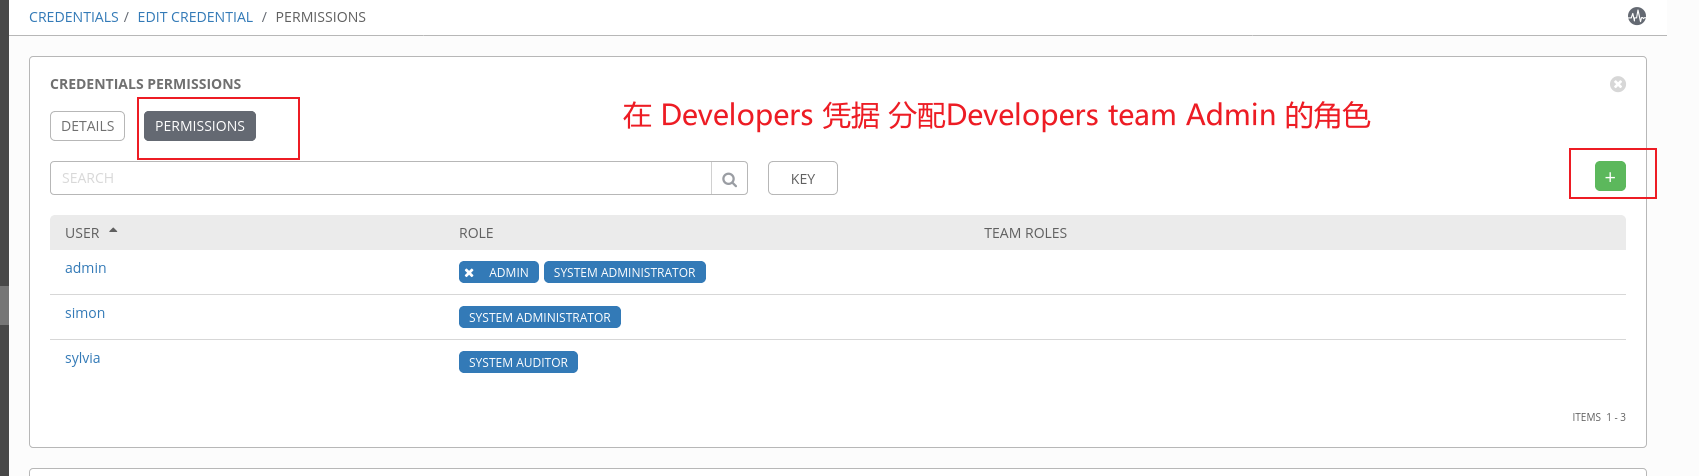 CREDENTIALS / EDIT CREDENTIAL / PERMISSIONS
CREDENTIALS PERMISSIONS
DETAILS PERMISSIONS
在 Developers 凭据 分配Developers team Admin 的角色
SEARCH KEY +
USER ROLE TEAM ROLES
admin ADMIN SYSTEM ADMINISTRATOR
simon SYSTEM ADMINISTRATOR
sylvia SYSTEM AUDITOR
ITEMS 1 - 3